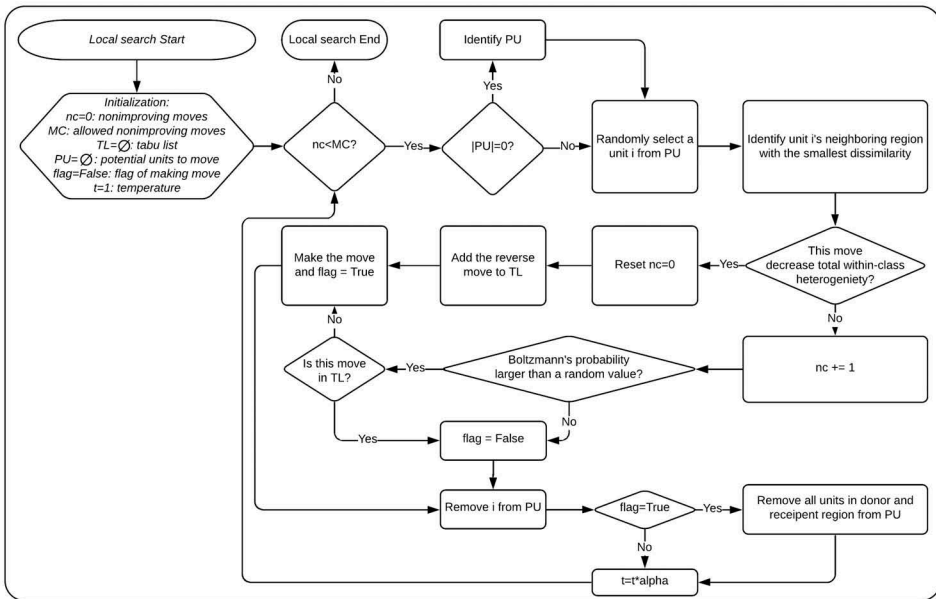 Local search Start
Local search End
Identify PU
No
Yes
Initialization:
nc=0: nonimproving moves
MC: allowed nonimproving moves
TL=∅: tabu list
PU=∅: potential units to move
flag=False: flag of making move
t=1: temperature
nc<MC?
Yes
|PU|=0?
No
Randomly select a
unit i from PU
Identify unit i's neighboring region
with the smallest dissimilarity
Make the move
and flag = True
Add the reverse
move to TL
Reset nc=0
Yes
This move
decrease total within-class
heterogeniety?
No
No
Is this move
in TL?
Yes
Boltzmann's probability
larger than a random value?
nc += 1
No
Yes
flag = False
Remove i from PU
flag=True
Yes
Remove all units in donor and
receipent region from PU
No
t=t*alpha